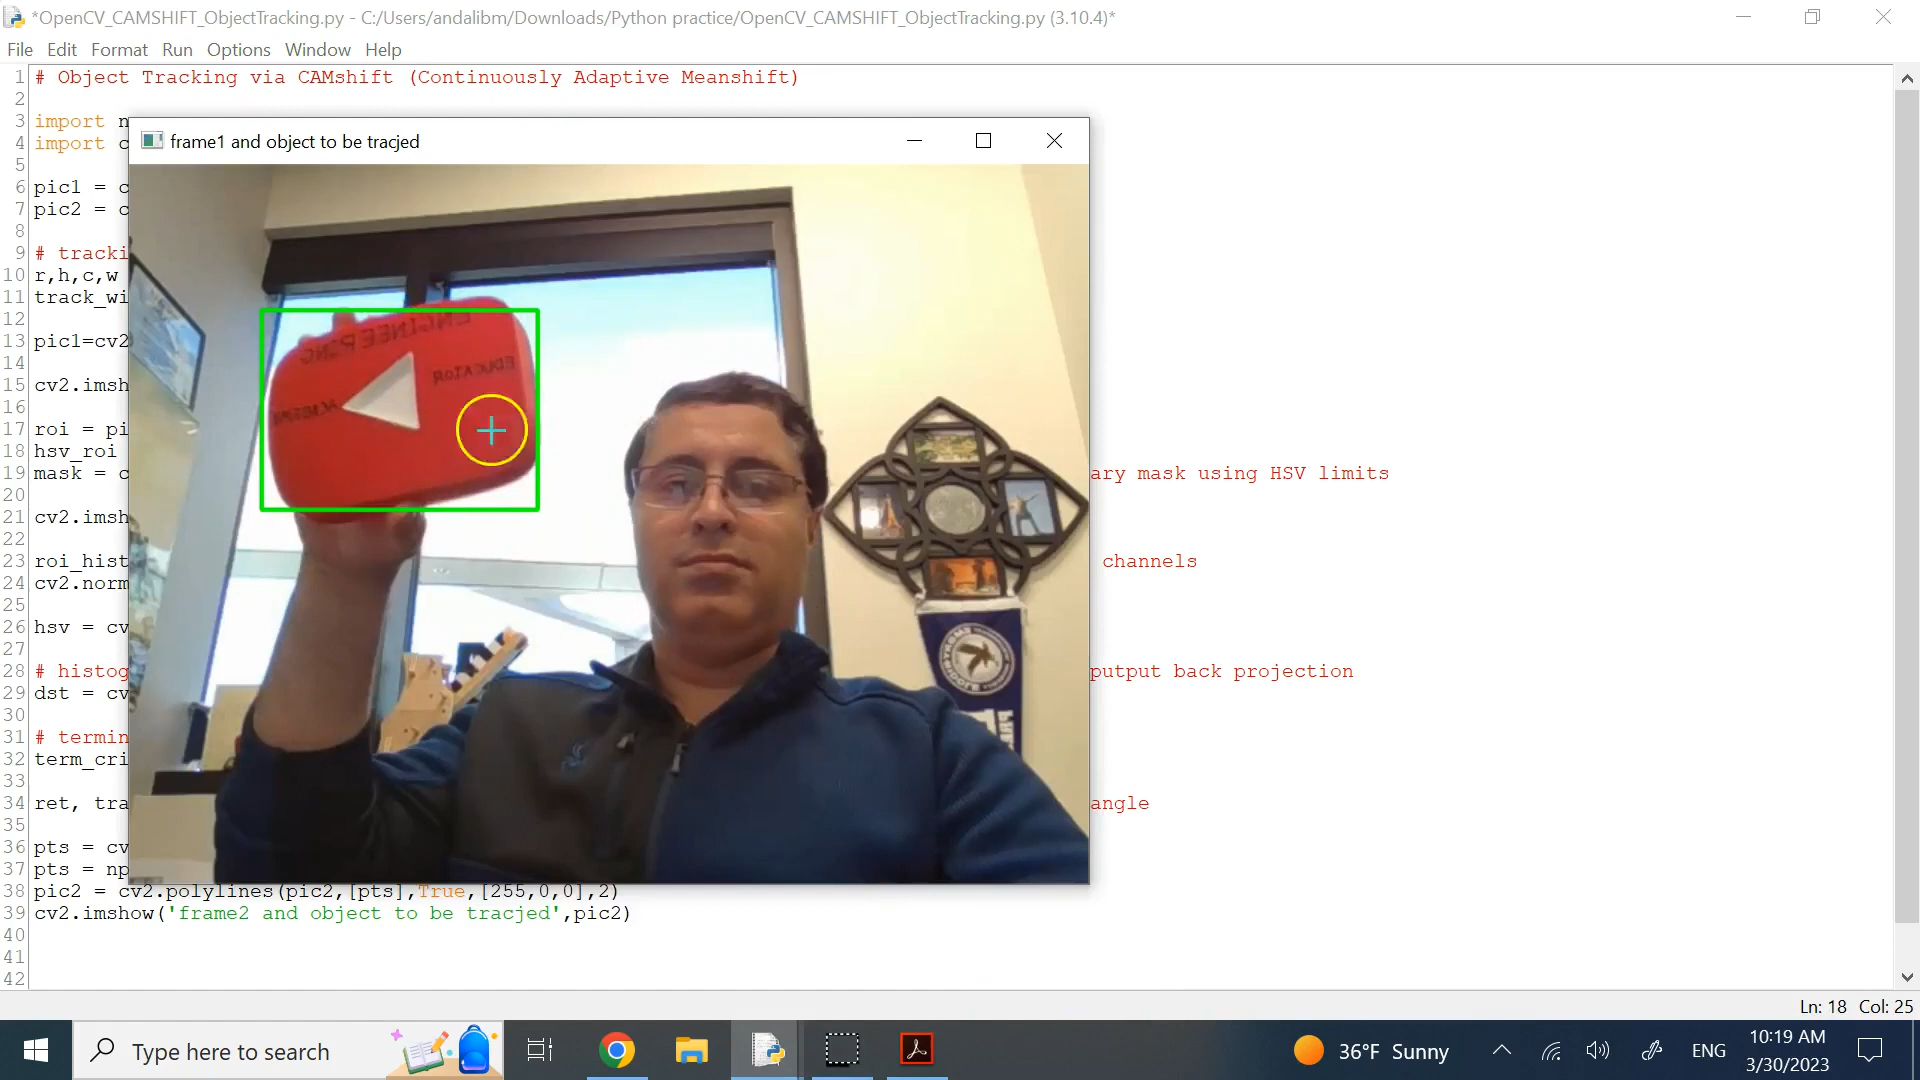 *OpenCV_CAMSHIFT_ObjectTracking.py - C:/Users/andalibm/Downloads/Python practice/OpenCV_CAMSHIFT_ObjectTracking.py (3.10.4)*
File Edit Format Run Options Window Help
1 # Object Tracking via CAMshift (Continuously Adaptive Meanshift)
2
3 import n
4 import c
5
6 pic1 = c
7 pic2 = c
8
9 # tracki
10 r,h,c,w
11 track_wi
12
13 pic1=cv2
14
15 cv2.imsh
16
17 roi = pi
18 hsv_roi
19 mask = c ary mask using HSV limits
20
21 cv2.imsh
22
23 roi_hist channels
24 cv2.norm
25
26 hsv = cv
27
28 # histog putput back projection
29 dst = cv
30
31 # termin
32 term_cri
33
34 ret, tra angle
35
36 pts = cv
37 pts = np
38 pic2 = cv2.polylines(pic2,[pts],True,[255,0,0],2)
39 cv2.imshow('frame2 and object to be tracjed',pic2)
40
41
42
frame1 and object to be tracjed
ENGINEERING
EDUCATOR
ACADEMY
Ln: 18 Col: 25
Type here to search
36°F Sunny
ENG
10:19 AM
3/30/2023